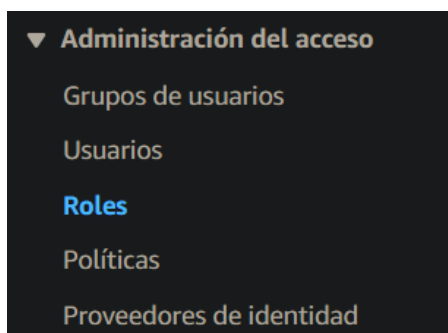 Administración del acceso
Grupos de usuarios
Usuarios
Roles
Políticas
Proveedores de identidad